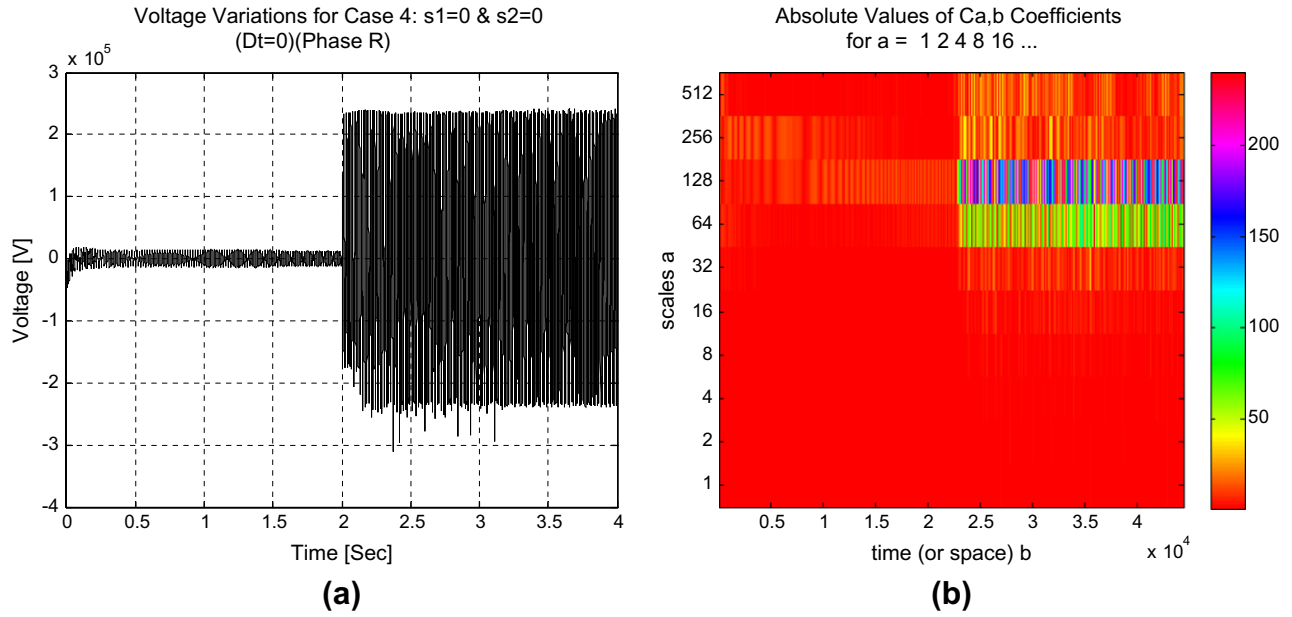 Voltage Variations for Case 4: s1=0 & s2=0
(Dt=0)(Phase R)
x 10^5
3
2
1
0
-1
-2
-3
-4
Voltage [V]
0 0.5 1 1.5 2 2.5 3 3.5 4
Time [Sec]
(a)
Absolute Values of Ca,b Coefficients
for a = 1 2 4 8 16 ...
512
256
128
64
32
16
8
4
2
1
scales a
0.5 1 1.5 2 2.5 3 3.5 4
x 10^4
time (or space) b
200
150
100
50
(b)